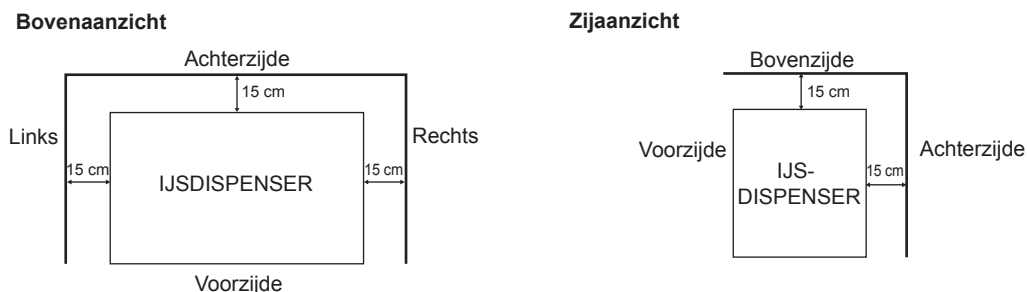 Bovenaanzicht
Achterzijde
15 cm
Links
Rechts
15 cm
15 cm
IJSDISPENSER
Voorzijde
Zijaanzicht
Bovenzijde
15 cm
Voorzijde
Achterzijde
IJS-
DISPENSER
15 cm